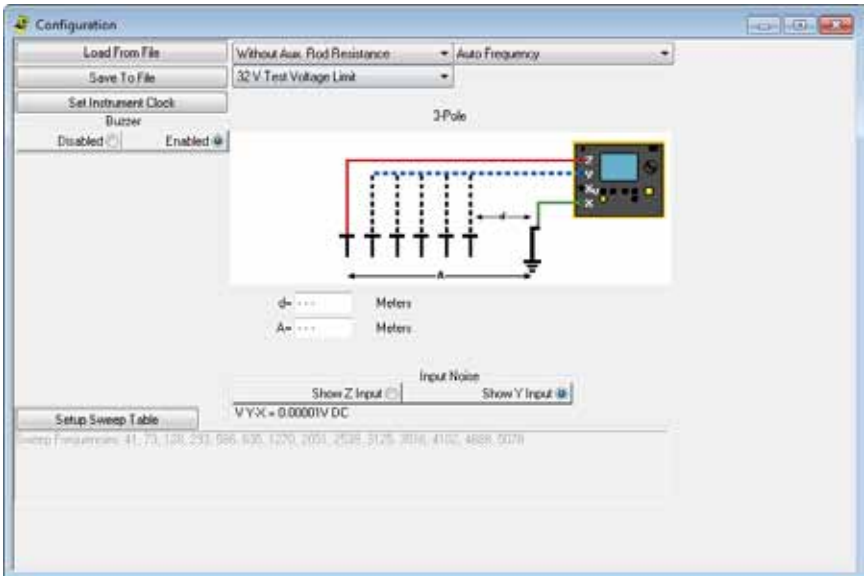 Configuration
Load From File
Without Aux. Rod Resistance
Auto Frequency
Save To File
32 V Test Voltage Limit
Set Instrument Clock
Buzzer
Disabled
Enabled
3-Pole
Z
Y
Xv
X
d
A
d= ---
Meters
A= ---
Meters
Input Noise
Show Z Input
Show Y Input
V Y-X = 0.00001V DC
Setup Sweep Table
Sweep Frequencies: 41, 73, 128, 293, 586, 635, 1270, 2051, 2539, 3125, 3516, 4102, 4688, 5078